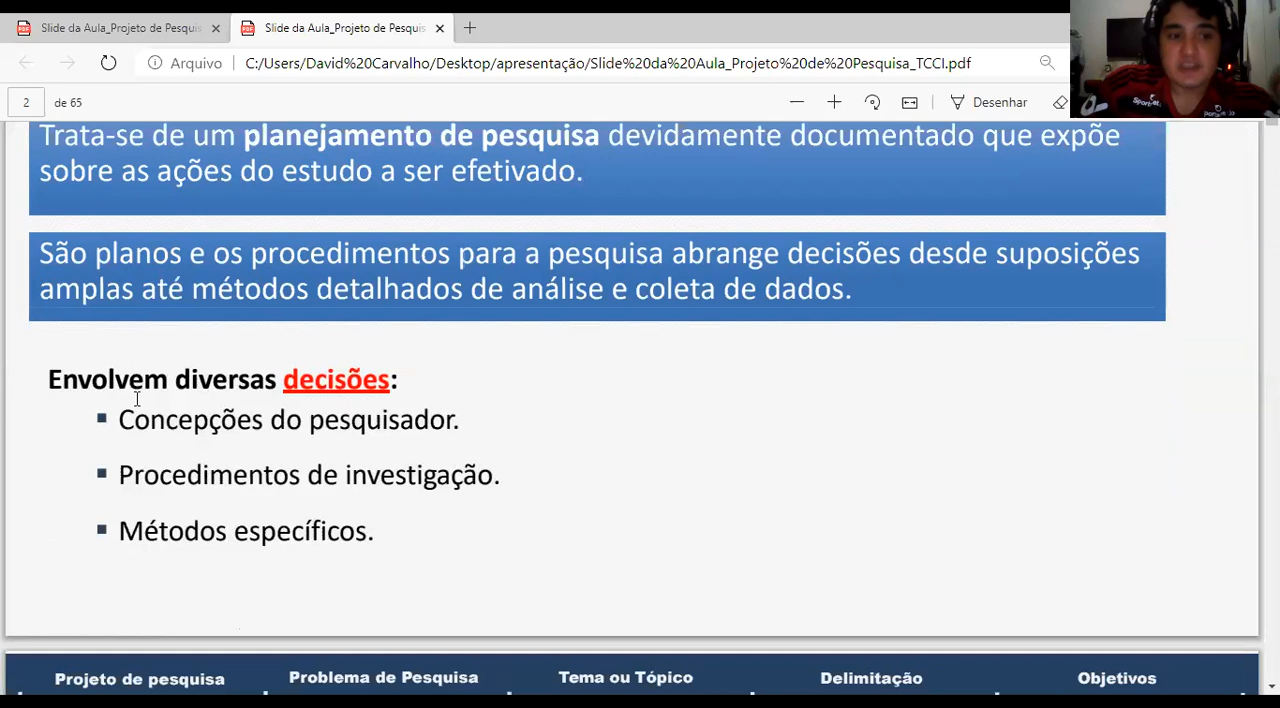 Slide da Aula_Projeto de Pesquis
Slide da Aula_Projeto de Pesquis
Arquivo
C:/Users/David%20Carvalho/Desktop/apresentação/Slide%20da%20Aula_Projeto%20de%20Pesquisa_TCCI.pdf
2 de 65
Desenhar
Trata-se de um planejamento de pesquisa devidamente documentado que expõe
sobre as ações do estudo a ser efetivado.
São planos e os procedimentos para a pesquisa abrange decisões desde suposições
amplas até métodos detalhados de análise e coleta de dados.
Envolvem diversas decisões:
▪ Concepções do pesquisador.
▪ Procedimentos de investigação.
▪ Métodos específicos.
Projeto de pesquisa Problema de Pesquisa Tema ou Tópico Delimitação Objetivos